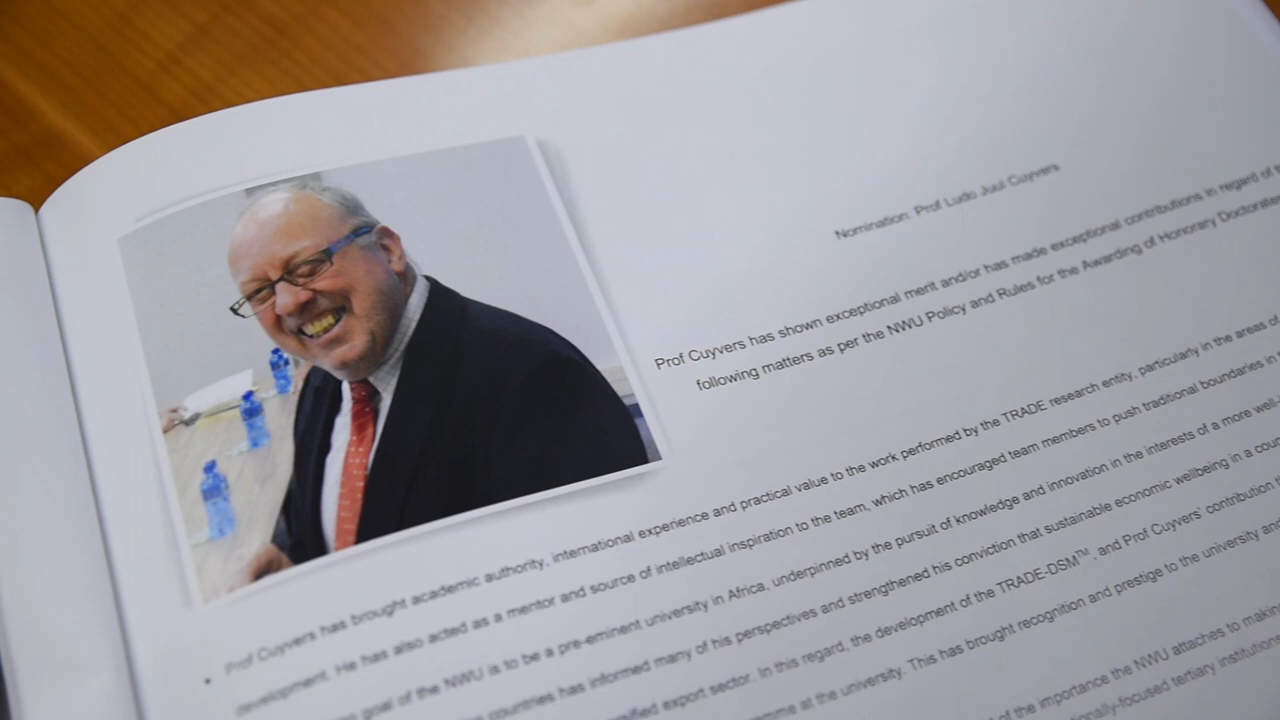 Nomination: Prof Ludo Juul Cuyvers
Prof Cuyvers has shown exceptional merit and/or has made exceptional contributions in regard of
following matters as per the NWU Policy and Rules for the Awarding of Honorary Doctorates
• Prof Cuyvers has brought academic authority, international experience and practical value to the work performed by the TRADE research entity, particularly in the areas of
development. He has also acted as a mentor and source of intellectual inspiration to the team, which has encouraged team members to push traditional boundaries in
goal of the NWU is to be a pre-eminent university in Africa, underpinned by the pursuit of knowledge and innovation in the interests of a more well-
countries has informed many of his perspectives and strengthened his conviction that sustainable economic wellbeing in a
export sector. In this regard, the development of the TRADE-DSM™, and Prof Cuyvers' contribution
at the university. This has brought recognition and prestige to the university and
of the importance the NWU attaches to making
tertiary